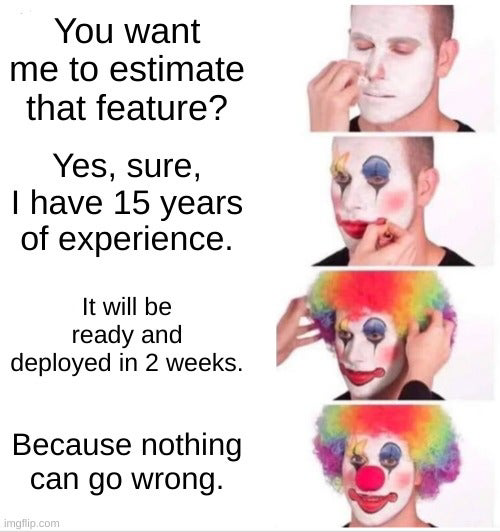 You want
me to estimate
that feature?
Yes, sure,
I have 15 years
of experience.
It will be
ready and
deployed in 2 weeks.
Because nothing
can go wrong.
imgflip.com